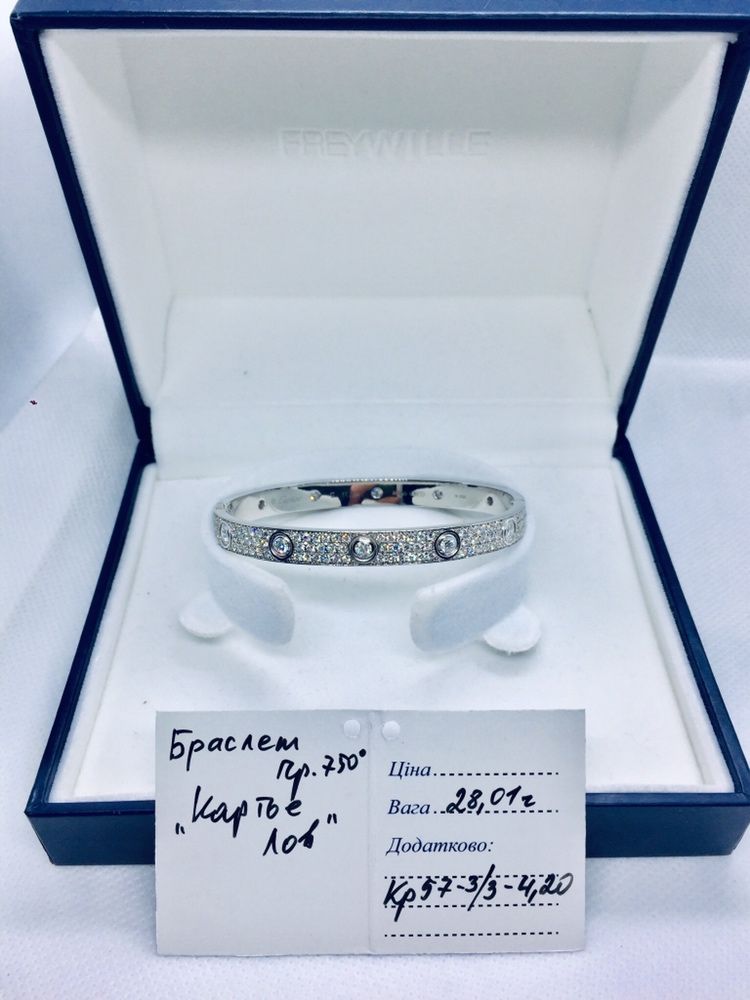 FREYWILLE
Браслет
пр. 750°
"Картье
Лов"
Ціна
Вага 28,01 г
Додатково:
Кр57-3/3-4,20